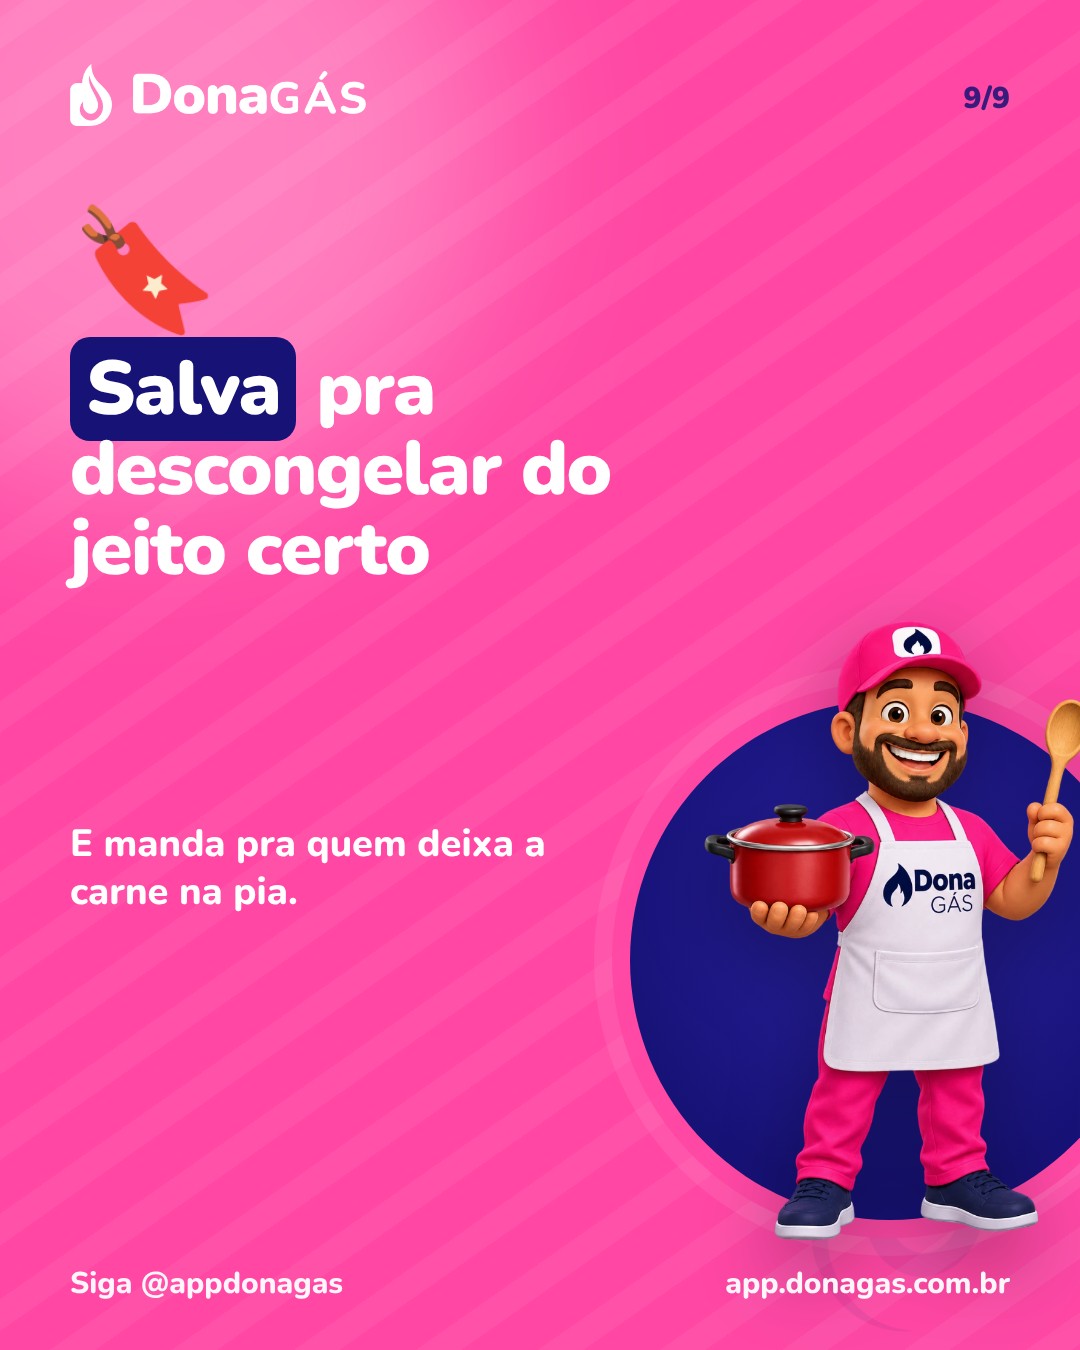 DonaGÁS
9/9
Salva pra
descongelar do
jeito certo
E manda pra quem deixa a
carne na pia.
Dona
GÁS
Siga @appdonagas
app.donagas.com.br